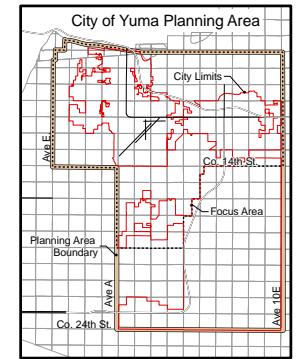 City of Yuma Planning Area
City Limits
Ave E
Co. 14th St.
Focus Area
Planning Area
Boundary
Ave A
Ave 10E
Co. 24th St.